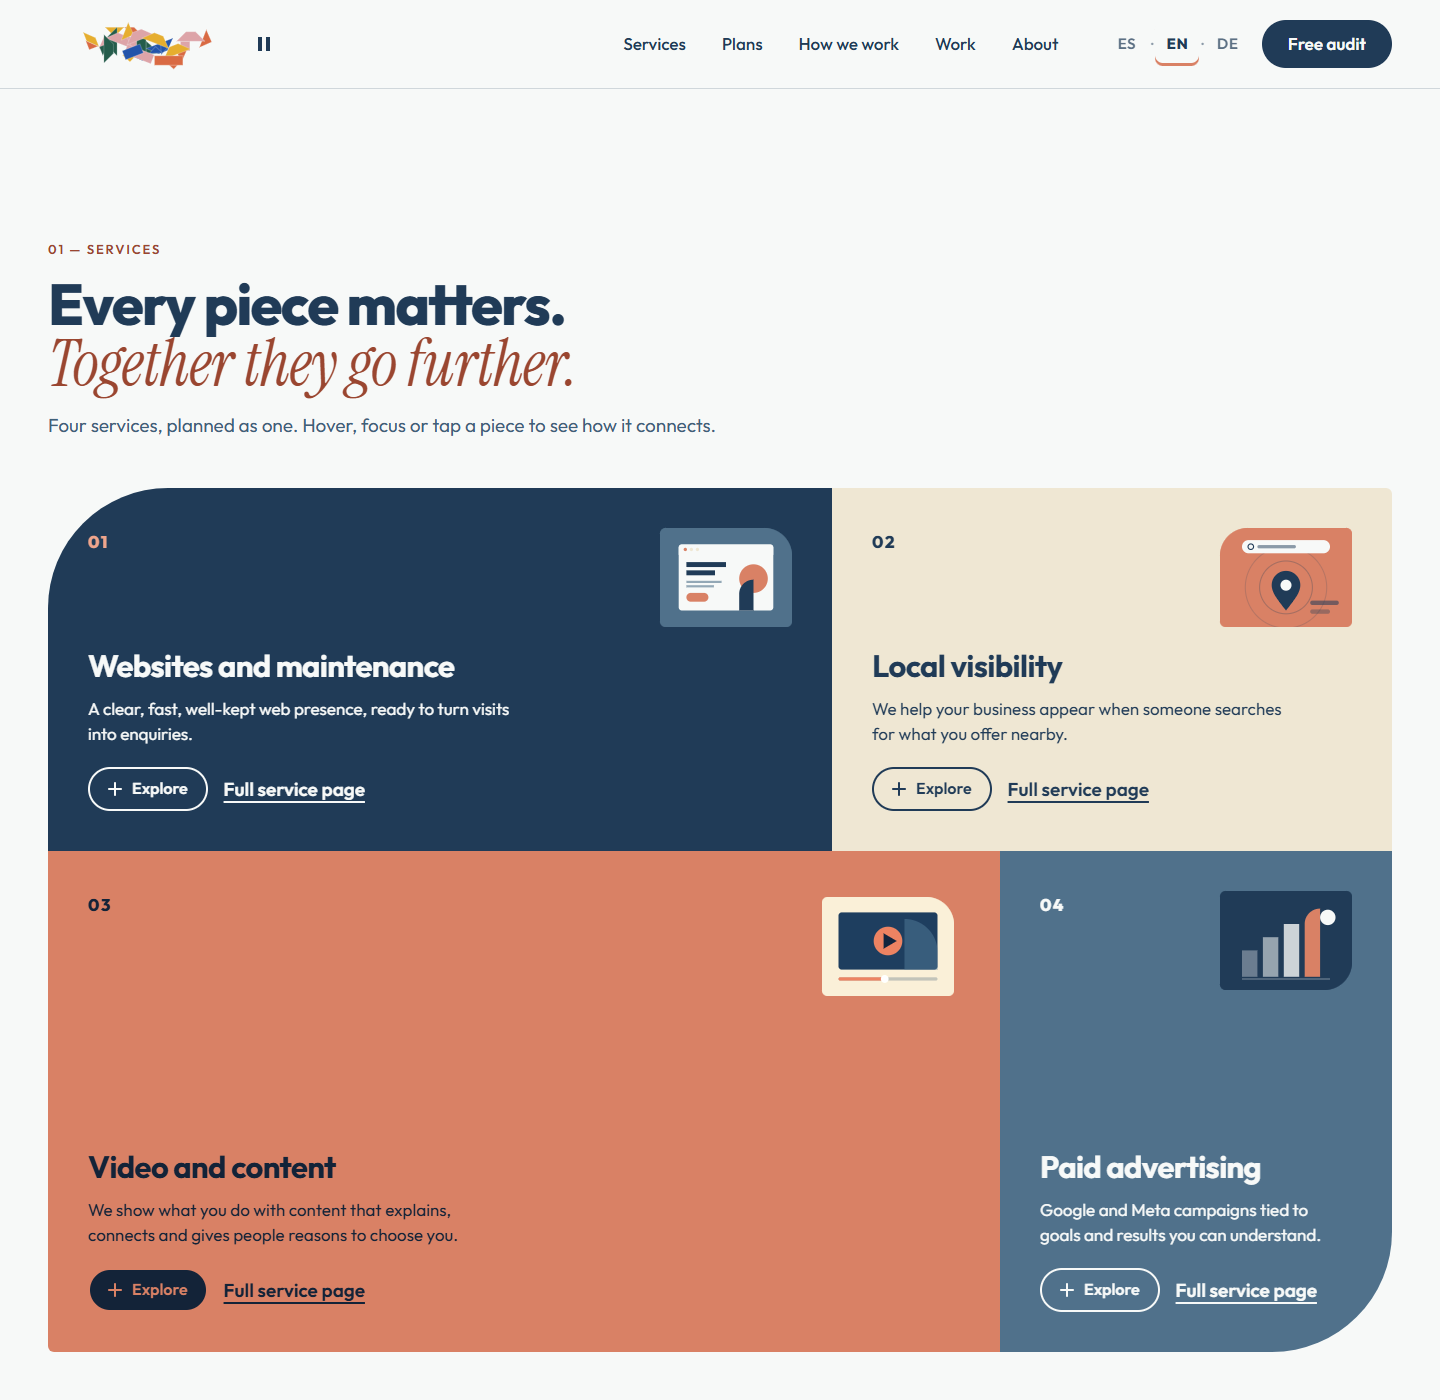 Services
Plans
How we work
Work
About
ES · EN · DE
Free audit
01 — SERVICES
Every piece matters.
Together they go further.
Four services, planned as one. Hover, focus or tap a piece to see how it connects.
01
Websites and maintenance
A clear, fast, well-kept web presence, ready to turn visits
into enquiries.
+ Explore
Full service page
02
Local visibility
We help your business appear when someone searches
for what you offer nearby.
+ Explore
Full service page
03
Video and content
We show what you do with content that explains,
connects and gives people reasons to choose you.
+ Explore
Full service page
04
Paid advertising
Google and Meta campaigns tied to
goals and results you can understand.
+ Explore
Full service page